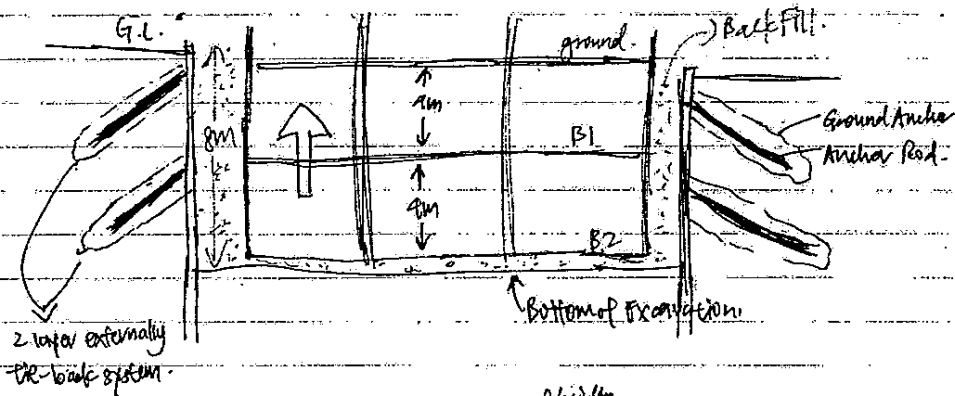 G.L.
ground.
Back Fill.
8m
4m
B1
Ground Anchor
Anchor Rod.
4m
B2
Bottom of Excavation.
2 layer externally
tie-back system.